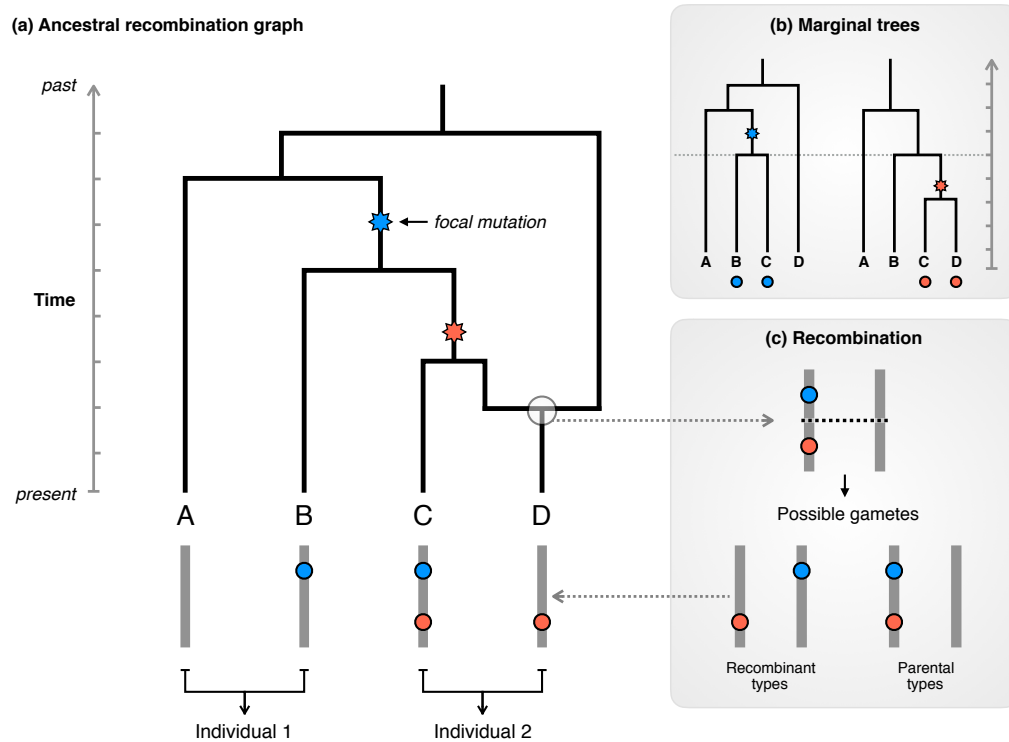 (a) Ancestral recombination graph
past
focal mutation
Time
present
A B C D
Individual 1 Individual 2
(b) Marginal trees
A B C D A B C D
(c) Recombination
Possible gametes
Recombinant
types
Parental
types